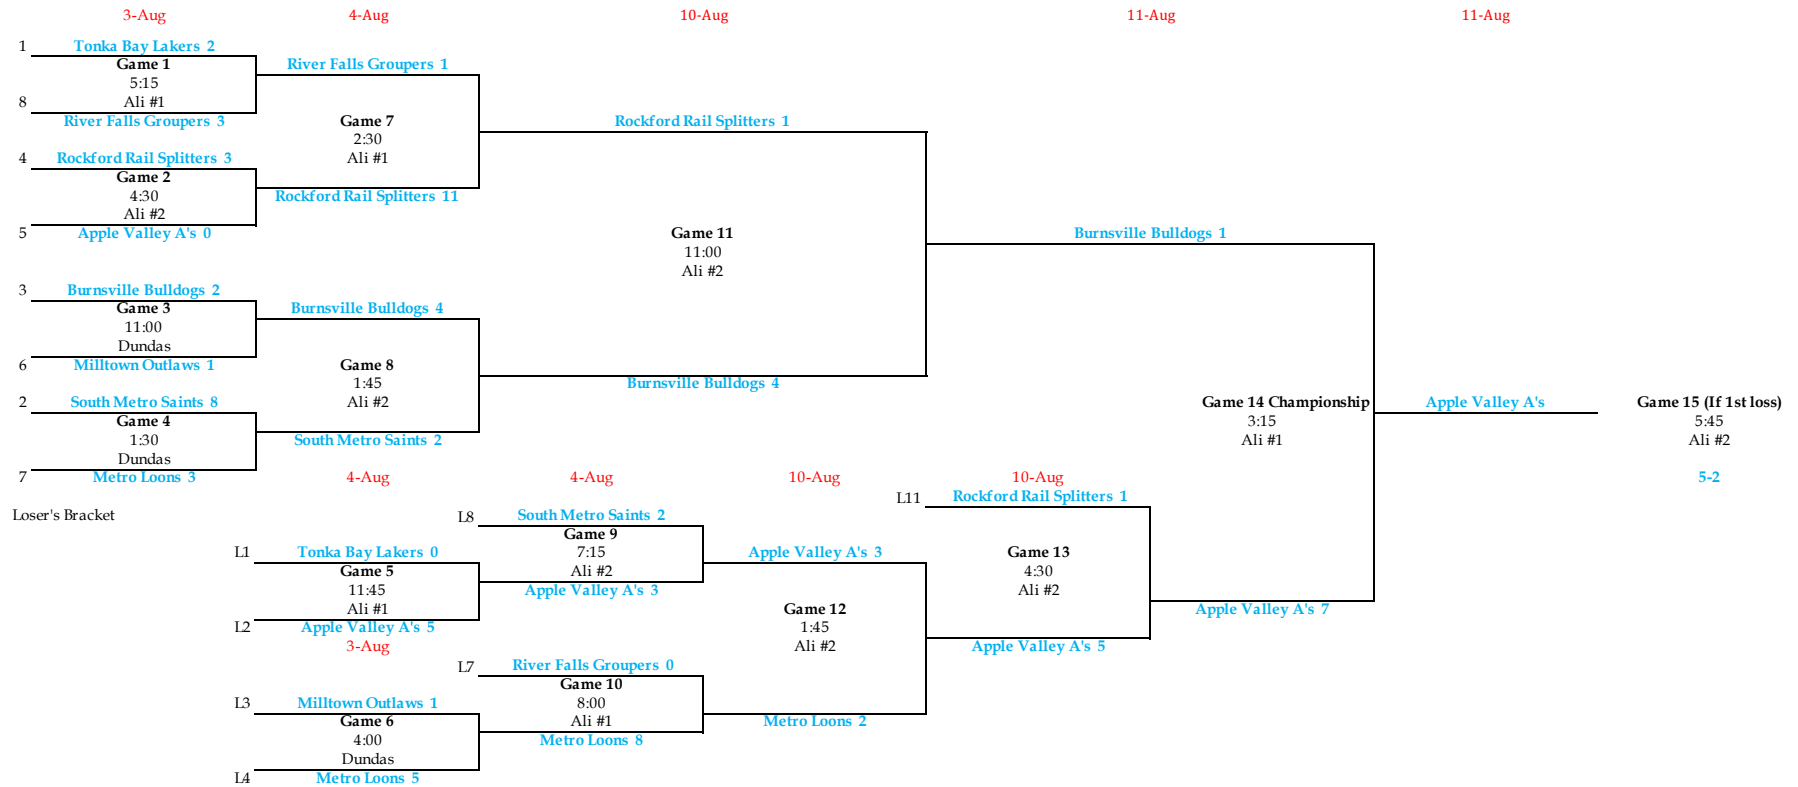 3-Aug
4-Aug
10-Aug
11-Aug
11-Aug
1
Tonka Bay Lakers 2
Game 1
5:15
Ali #1
8
River Falls Groupers 3
4
Rockford Rail Splitters 3
Game 2
4:30
Ali #2
5
Apple Valley A's 0
3
Burnsville Bulldogs 2
Game 3
11:00
Dundas
6
Milltown Outlaws 1
2
South Metro Saints 8
Game 4
1:30
Dundas
7
Metro Loons 3
River Falls Groupers 1
Game 7
2:30
Ali #1
Rockford Rail Splitters 11
Burnsville Bulldogs 4
Game 8
1:45
Ali #2
South Metro Saints 2
Rockford Rail Splitters 1
Game 11
11:00
Ali #2
Burnsville Bulldogs 4
Burnsville Bulldogs 1
Game 14 Championship
3:15
Ali #1
Apple Valley A's
Game 15 (If 1st loss)
5:45
Ali #2
5-2
Loser's Bracket
4-Aug
4-Aug
10-Aug
10-Aug
L1
Tonka Bay Lakers 0
Game 5
11:45
Ali #1
L2
Apple Valley A's 5
3-Aug
L3
Milltown Outlaws 1
Game 6
4:00
Dundas
L4
Metro Loons 5
L8
South Metro Saints 2
Game 9
7:15
Ali #2
Apple Valley A's 3
L7
River Falls Groupers 0
Game 10
8:00
Ali #1
Metro Loons 8
Apple Valley A's 3
Game 12
1:45
Ali #2
Metro Loons 2
L11
Rockford Rail Splitters 1
Game 13
4:30
Ali #2
Apple Valley A's 5
Apple Valley A's 7